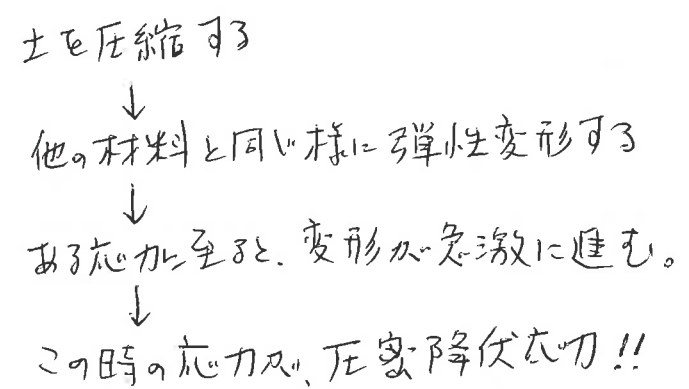 土を圧縮する
↓
他の材料と同じ様に弾性変形する
↓
ある応力に至ると、変形が急激に進む。
↓
この時の応力が、圧密降伏応力!!